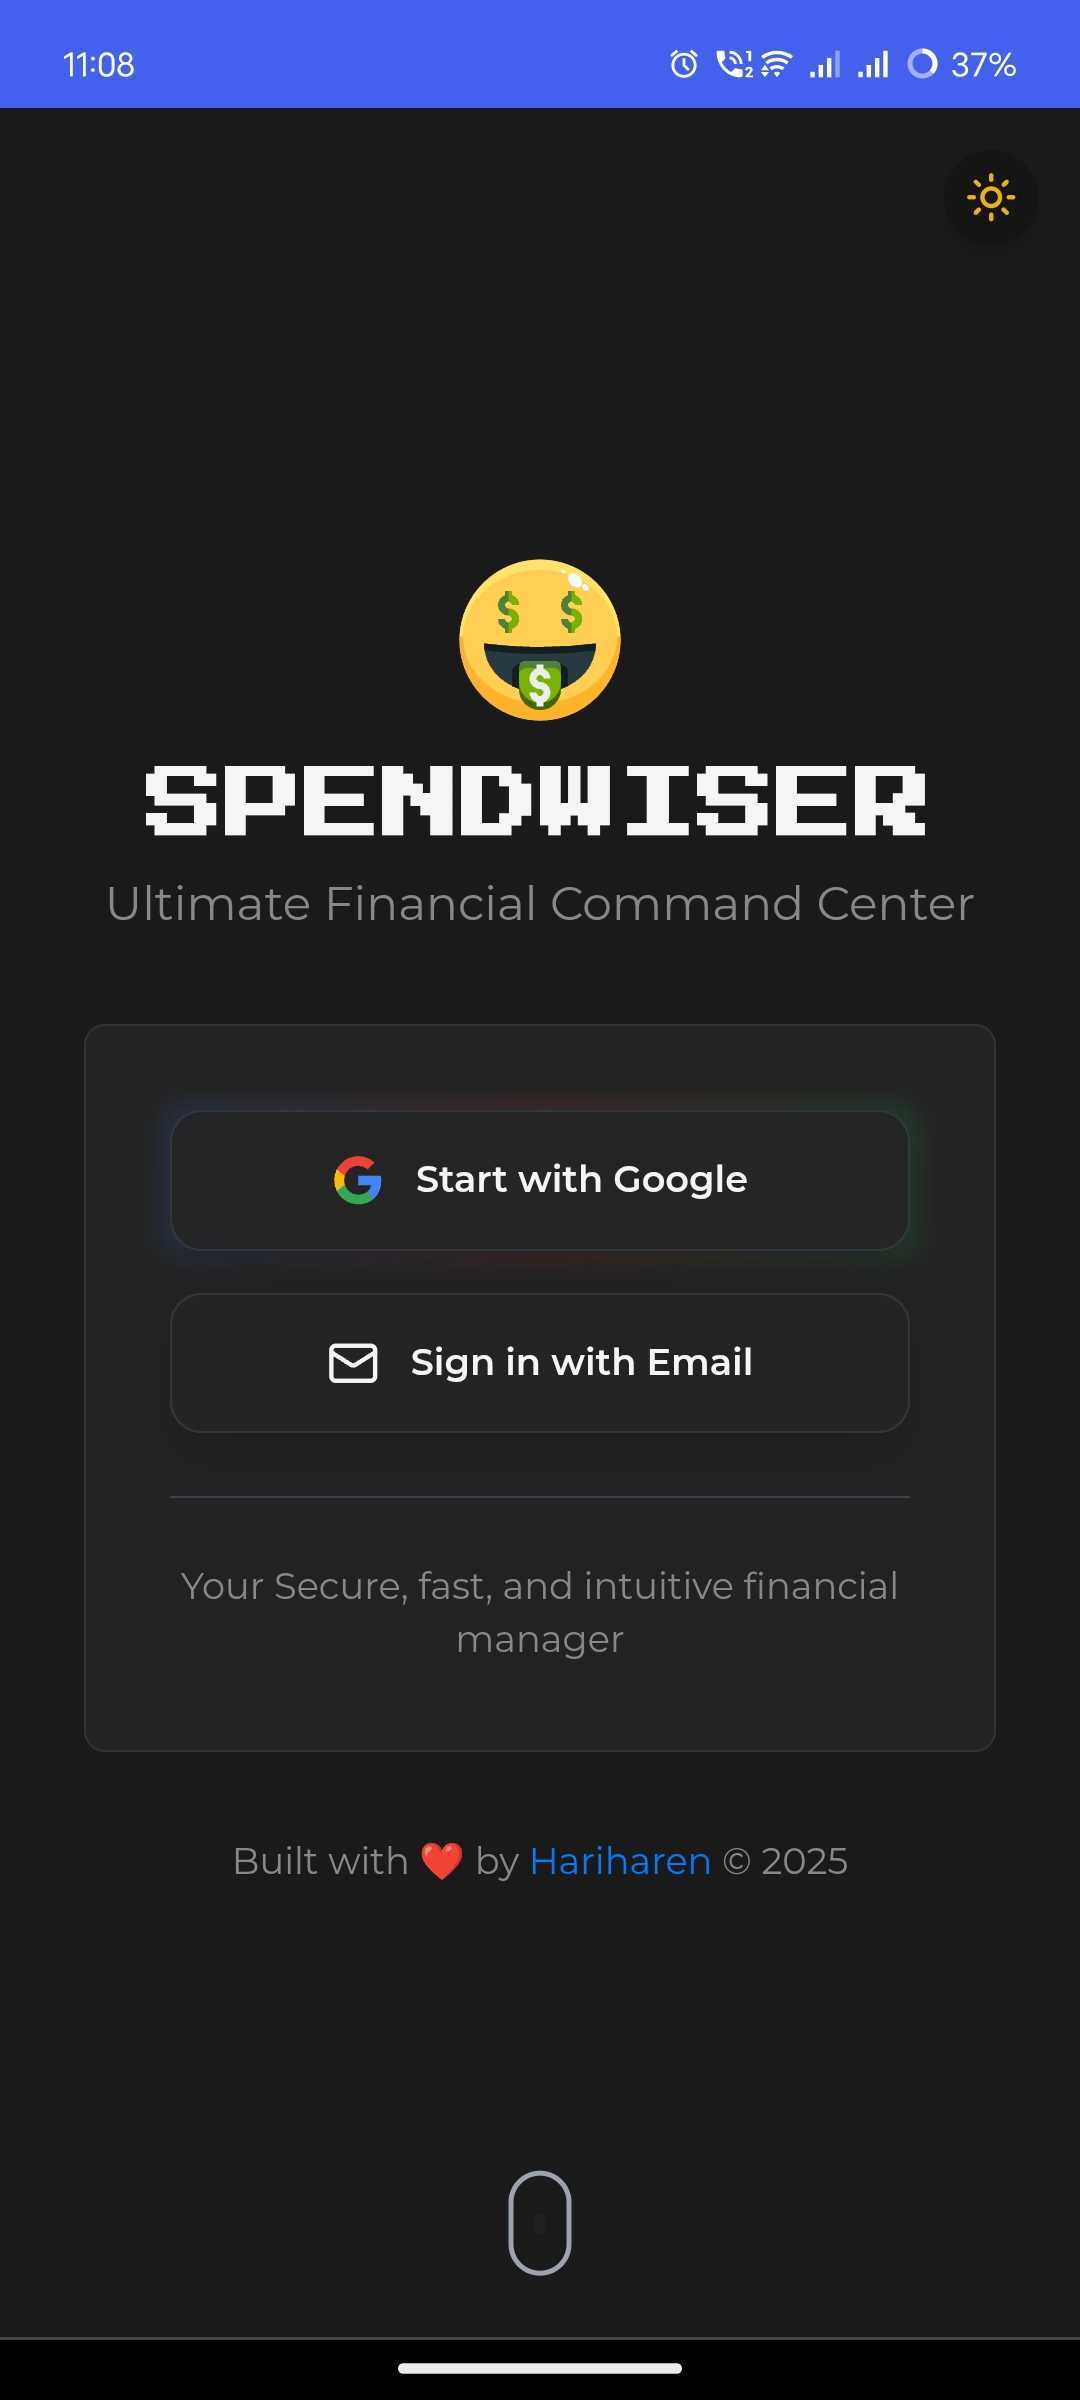 11:08
37%
SPENDWISER
Ultimate Financial Command Center
Start with Google
Sign in with Email
Your Secure, fast, and intuitive financial
manager
Built with ❤️ by Hariharen © 2025